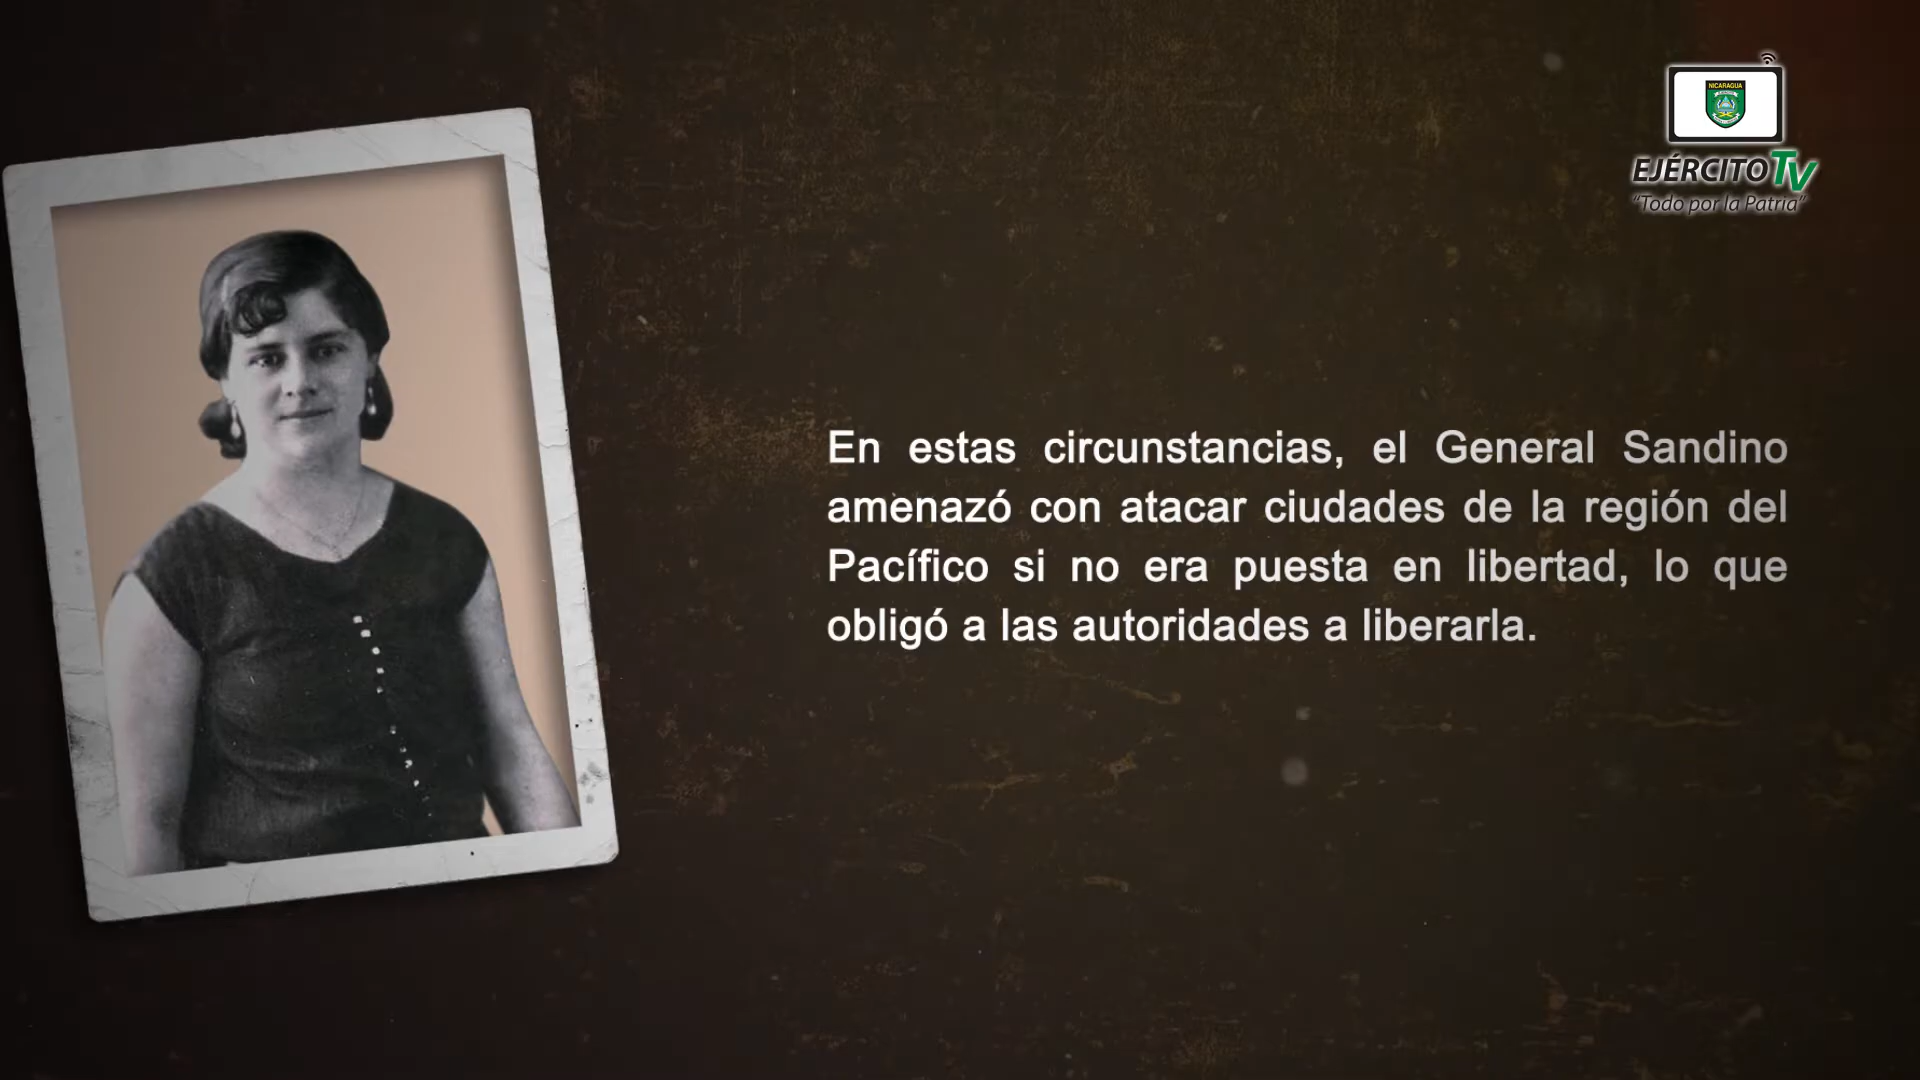 NICARAGUA
EJÉRCITO TV
"Todo por la Patria"
En estas circunstancias, el General Sandino
amenazó con atacar ciudades de la región del
Pacífico si no era puesta en libertad, lo que
obligó a las autoridades a liberarla.